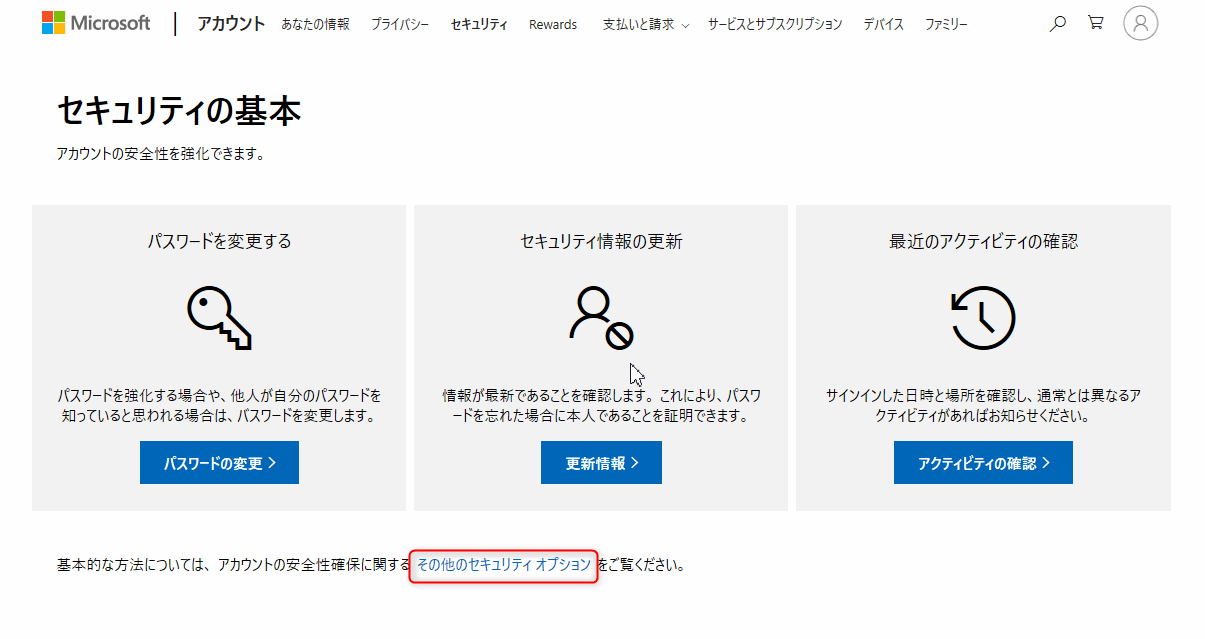 Microsoft アカウント あなたの情報 プライバシー セキュリティ Rewards 支払いと請求 サービスとサブスクリプション デバイス ファミリー
セキュリティの基本
アカウントの安全性を強化できます。
パスワードを変更する
パスワードを強化する場合や、他人が自分のパスワードを
知っていると思われる場合は、パスワードを変更します。
パスワードの変更
セキュリティ情報の更新
情報が最新であることを確認します。これにより、パスワ
ードを忘れた場合に本人であることを証明できます。
更新情報
最近のアクティビティの確認
サインインした日時と場所を確認し、通常とは異なるア
クティビティがあればお知らせください。
アクティビティの確認
基本的な方法については、アカウントの安全性確保に関する その他のセキュリティ オプション をご覧ください。